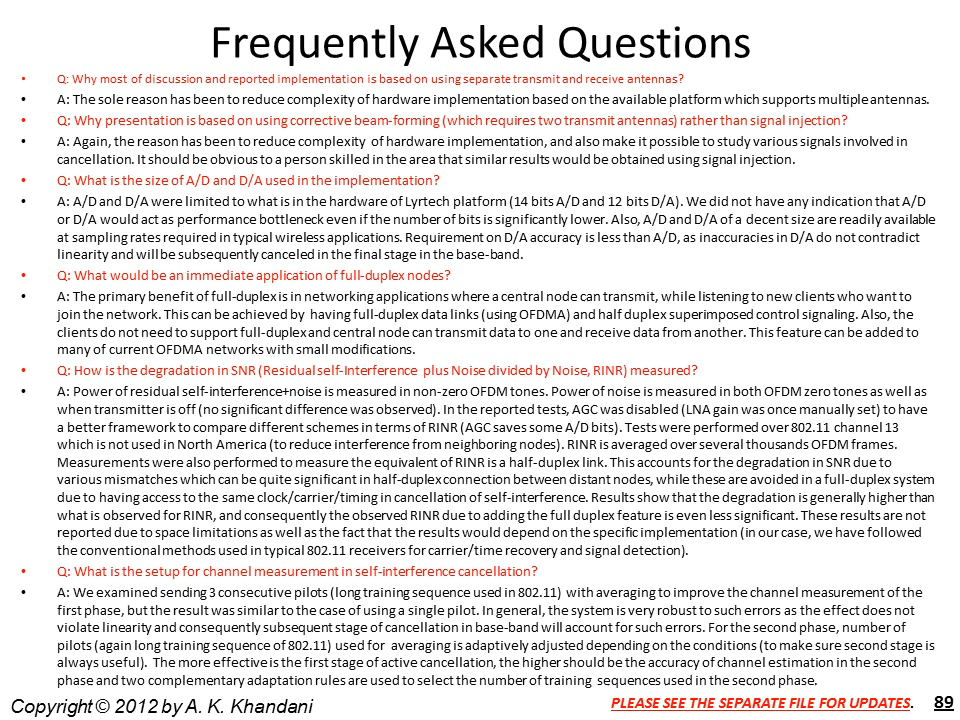 Frequently Asked Questions
• Q: Why most of discussion and reported implementation is based on using separate transmit and receive antennas?
• A: The sole reason has been to reduce complexity of hardware implementation based on the available platform which supports multiple antennas.
• Q: Why presentation is based on using corrective beam-forming (which requires two transmit antennas) rather than signal injection?
• A: Again, the reason has been to reduce complexity of hardware implementation, and also make it possible to study various signals involved in
cancellation. It should be obvious to a person skilled in the area that similar results would be obtained using signal injection.
• Q: What is the size of A/D and D/A used in the implementation?
• A: A/D and D/A were limited to what is in the hardware of Lyrtech platform (14 bits A/D and 12 bits D/A). We did not have any indication that A/D
or D/A would act as performance bottleneck even if the number of bits is significantly lower. Also, A/D and D/A of a decent size are readily available
at sampling rates required in typical wireless applications. Requirement on D/A accuracy is less than A/D, as inaccuracies in D/A do not contradict
linearity and will be subsequently canceled in the final stage in the base-band.
• Q: What would be an immediate application of full-duplex nodes?
• A: The primary benefit of full-duplex is in networking applications where a central node can transmit, while listening to new clients who want to
join the network. This can be achieved by having full-duplex data links (using OFDMA) and half duplex superimposed control signaling. Also, the
clients do not need to support full-duplex and central node can transmit data to one and receive data from another. This feature can be added to
many of current OFDMA networks with small modifications.
• Q: How is the degradation in SNR (Residual self-Interference plus Noise divided by Noise, RINR) measured?
• A: Power of residual self-interference+noise is measured in non-zero OFDM tones. Power of noise is measured in both OFDM zero tones as well as
when transmitter is off (no significant difference was observed). In the reported tests, AGC was disabled (LNA gain was once manually set) to have
a better framework to compare different schemes in terms of RINR (AGC saves some A/D bits). Tests were performed over 802.11 channel 13
which is not used in North America (to reduce interference from neighboring nodes). RINR is averaged over several thousands OFDM frames.
Measurements were also performed to measure the equivalent of RINR is a half-duplex link. This accounts for the degradation in SNR due to
various mismatches which can be quite significant in half-duplex connection between distant nodes, while these are avoided in a full-duplex system
due to having access to the same clock/carrier/timing in cancellation of self-interference. Results show that the degradation is generally higher than
what is observed for RINR, and consequently the observed RINR due to adding the full duplex feature is even less significant. These results are not
reported due to space limitations as well as the fact that the results would depend on the specific implementation (in our case, we have followed
the conventional methods used in typical 802.11 receivers for carrier/time recovery and signal detection).
• Q: What is the setup for channel measurement in self-interference cancellation?
• A: We examined sending 3 consecutive pilots (long training sequence used in 802.11) with averaging to improve the channel measurement of the
first phase, but the result was similar to the case of using a single pilot. In general, the system is very robust to such errors as the effect does not
violate linearity and consequently subsequent stage of cancellation in base-band will account for such errors. For the second phase, number of
pilots (again long training sequence of 802.11) used for averaging is adaptively adjusted depending on the conditions (to make sure second stage is
always useful). The more effective is the first stage of active cancellation, the higher should be the accuracy of channel estimation in the second
phase and two complementary adaptation rules are used to select the number of training sequences used in the second phase.
Copyright © 2012 by A. K. Khandani
PLEASE SEE THE SEPARATE FILE FOR UPDATES.
89